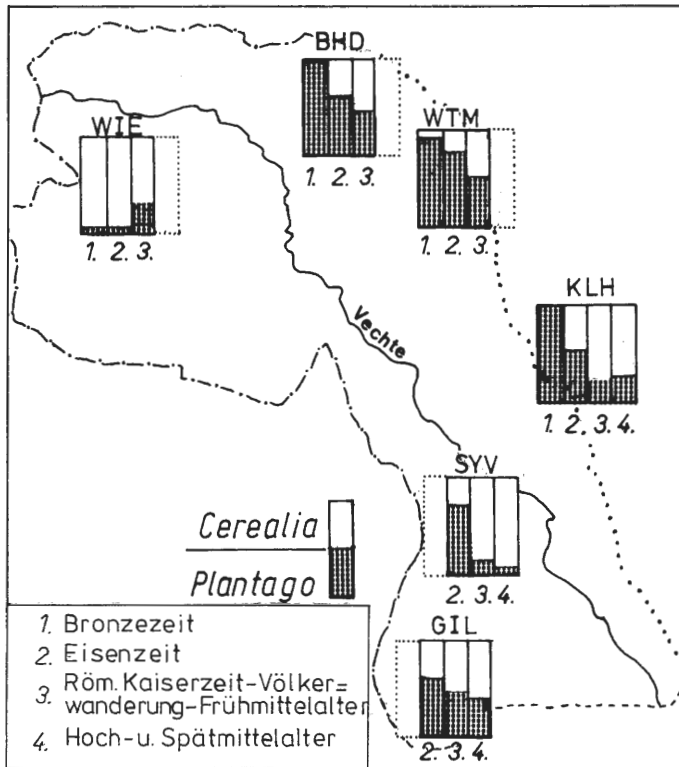 BHD
1. 2. 3.
WTM
1. 2. 3.
WIE
1. 2. 3.
KLH
1. 2. 3. 4.
Vechte
SYV
2. 3. 4.
Cerealia
Plantago
GIL
2. 3. 4.
1. Bronzezeit
2. Eisenzeit
3. Röm. Kaiserzeit-Völker=
wanderung-Frühmittelalter
4. Hoch-u. Spätmittelalter